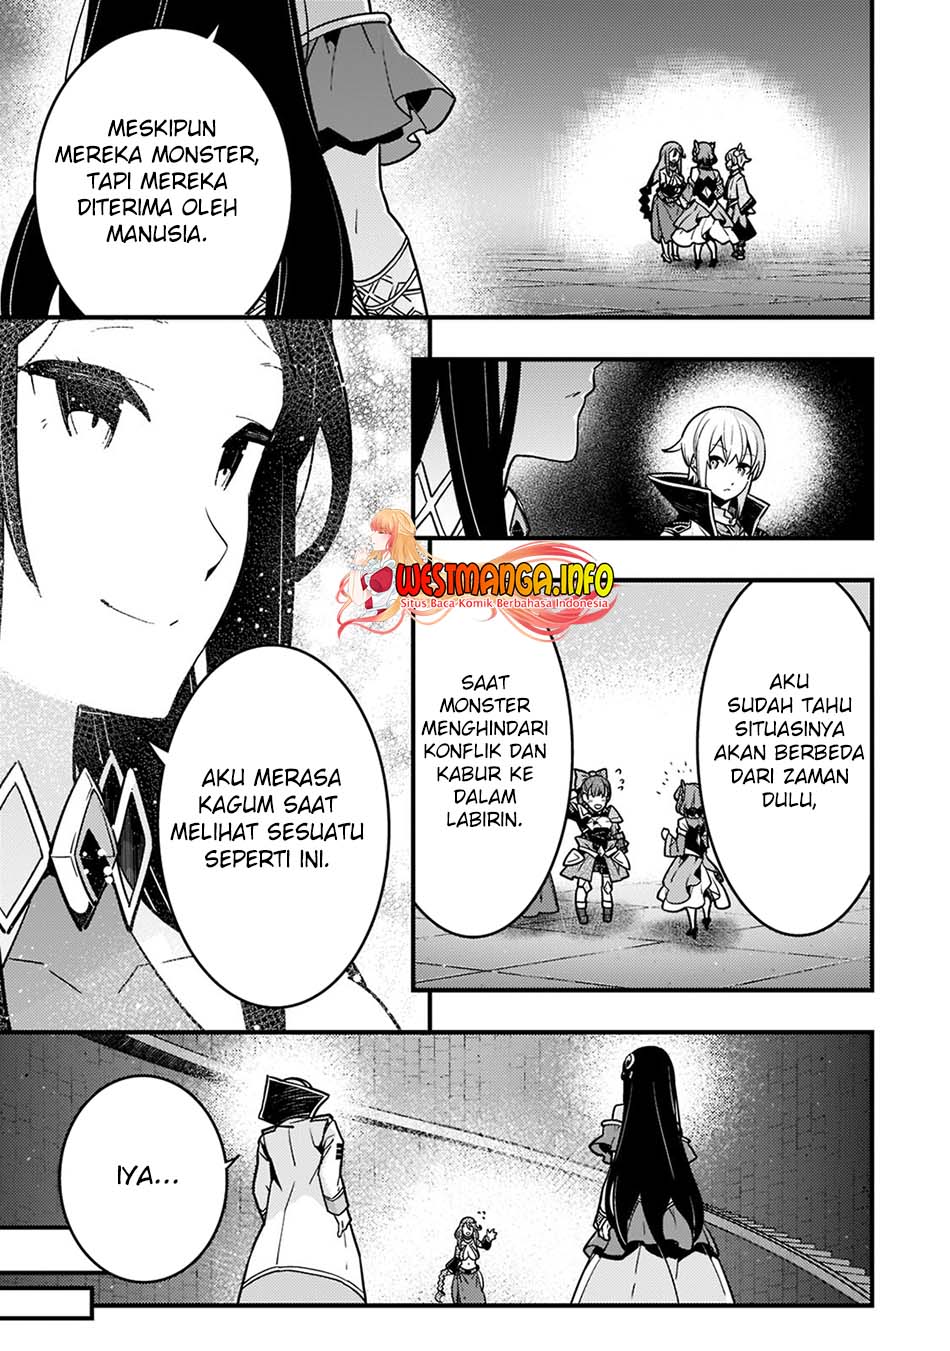 MESKIPUN
MEREKA MONSTER,
TAPI MEREKA
DITERIMA OLEH
MANUSIA.
AKU
SUDAH TAHU
SITUASINYA
AKAN BERBEDA
DARI ZAMAN
DULU,
SAAT
MONSTER
MENGHINDARI
KONFLIK DAN
KABUR KE
DALAM
LABIRIN.
WESTMANGA.INFO
Situs Baca Komik Berbahasa Indonesia
AKU MERASA
KAGUM SAAT
MELIHAT SESUATU
SEPERTI INI.
IYA...